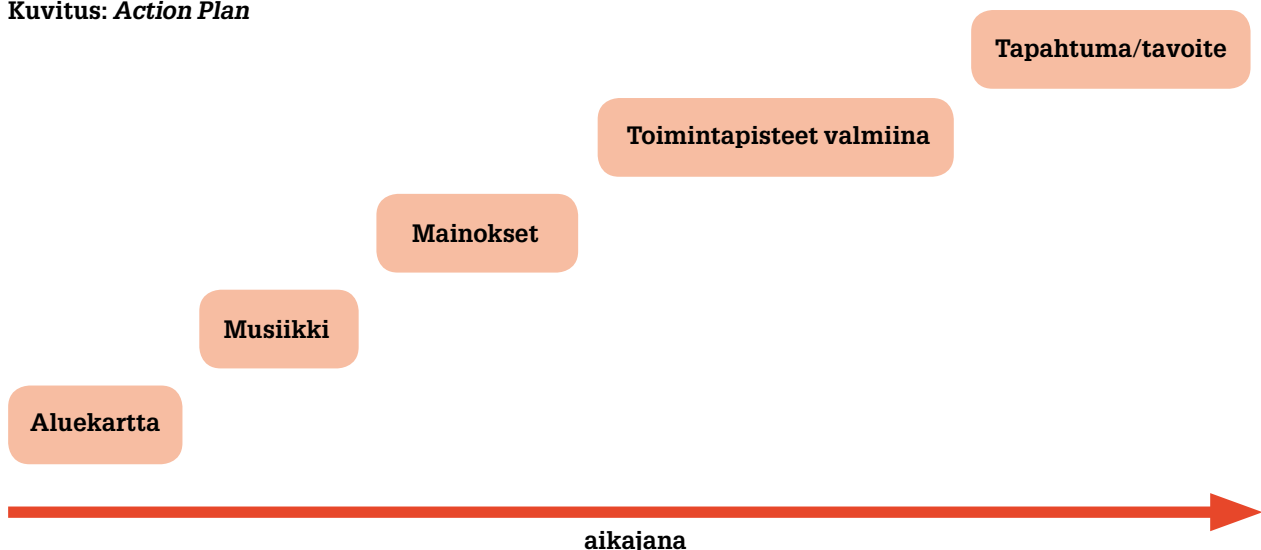 Kuvitus: Action Plan
Tapahtuma/tavoite
Toimintapisteet valmiina
Mainokset
Musiikki
Aluekartta
aikajana